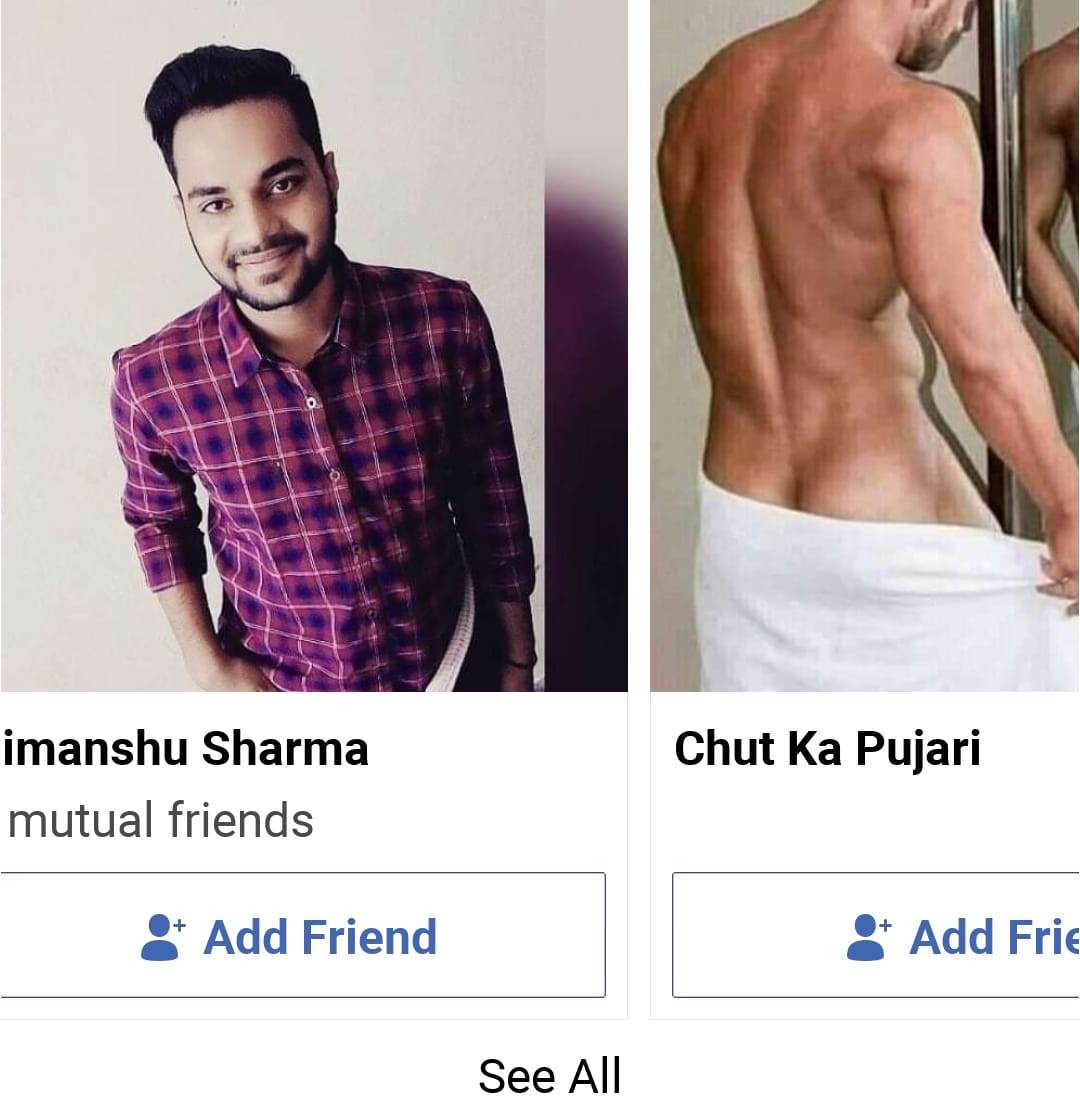 imanshu Sharma
mutual friends
Add Friend
Chut Ka Pujari
Add Frie
See All